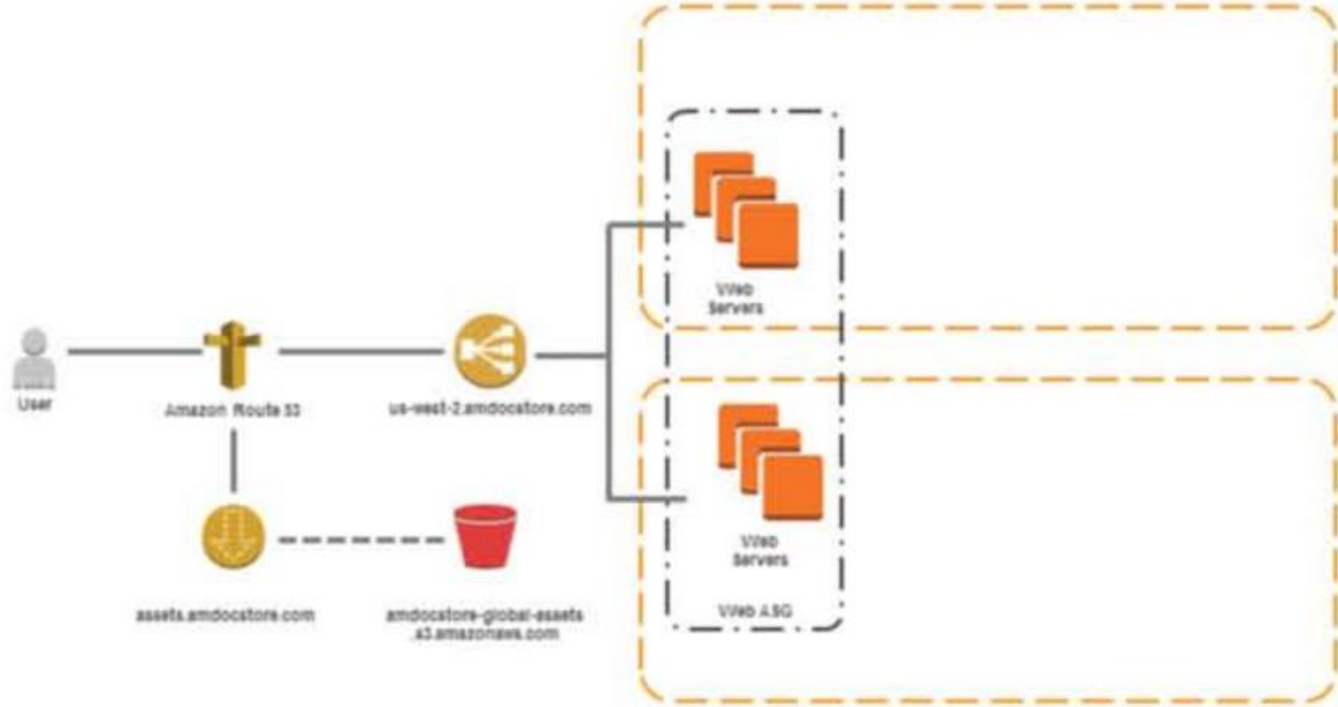 Web
Servers
User
Amazon Route 53
us-west-2.amdocstore.com
Web
Servers
assets.amdocstore.com
amdocstore-global-assets
.s3.amazonaws.com
Web ASG